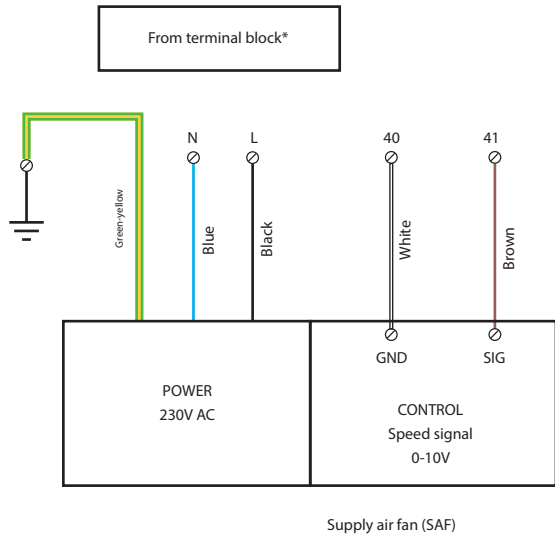 From terminal block*
N
L
40
41
Green-yellow
Blue
Black
White
Brown
GND
SIG
POWER
230V AC
CONTROL
Speed signal
0-10V
Supply air fan (SAF)